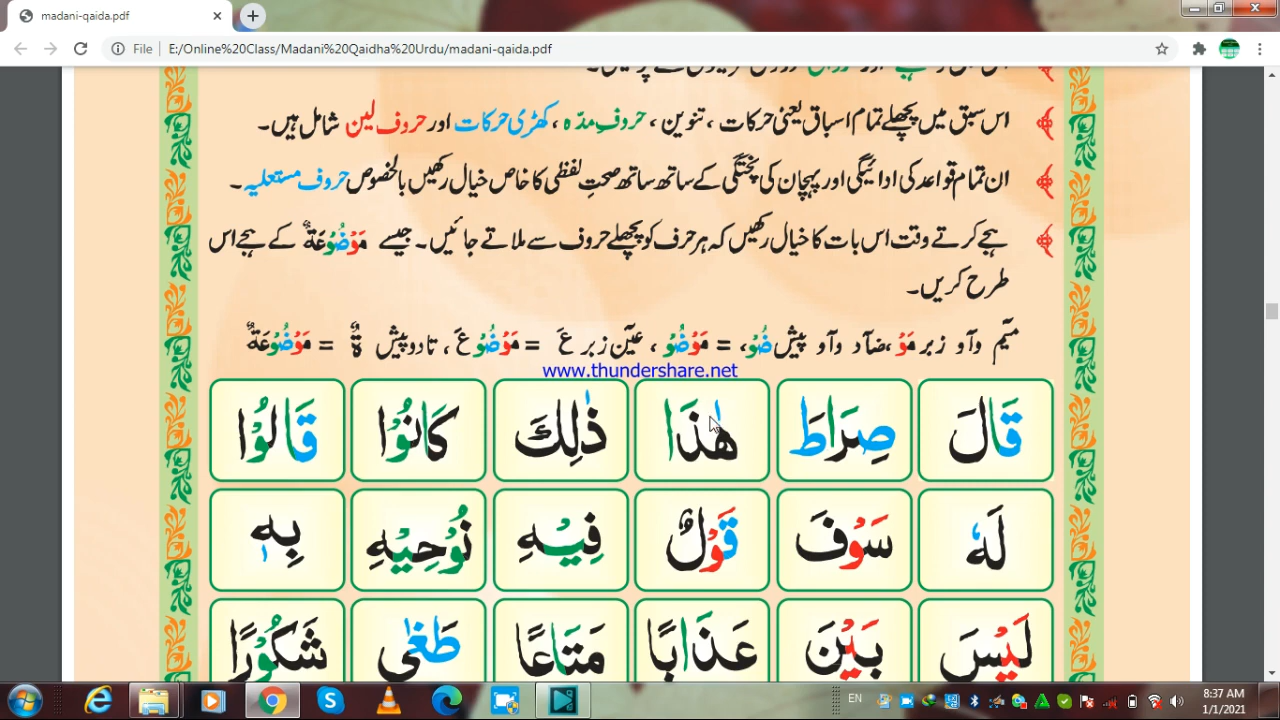 madani-qaida.pdf
File | E:/Online%20Class/Madani%20Qaidha%20Urdu/madani-qaida.pdf
اس سبق میں پچھلے تمام اسباق یعنی حرکات ، تنوین ، حروفِ مدّہ ، کھڑی حرکات اور حروف لین شامل ہیں۔
ان تمام قواعد کی ادائیگی اور پہچان کی پختگی کے ساتھ ساتھ صحتِ لفظی کا خاص خیال رکھیں بالخصوص حروف مستعلیہ ۔
ہجے کرتے وقت اس بات کا خیال رکھیں کہ ہر حرف کو پچھلے حروف سے ملاتے جائیں۔ جیسے مَوْضُوْعَةٌ کے ہجے اس
طرح کریں۔
میٓم وآو زبر مَوْ ،ضآد وآو پیش ضُوْ، = مَوْضُوْ ، عیٓن زبر عَ = مَوْضُوْعَ ، تا دو پیش ةٌ = مَوْضُوْعَةٌ
www.thundershare.net
قَالَ صِرَاطَ هٰذَا ذٰلِكَ كَانُوْا قَالُوْا
لَهٗ سَوْفَ قَوْلٌ فِيْهِ نُوْحِيْهِ بِهٖ
لَيْسَ بَيْنَ عَذَابًا مَتَاعًا طَغٰى شَكُوْرًا
EN 8:37 AM
1/1/2021